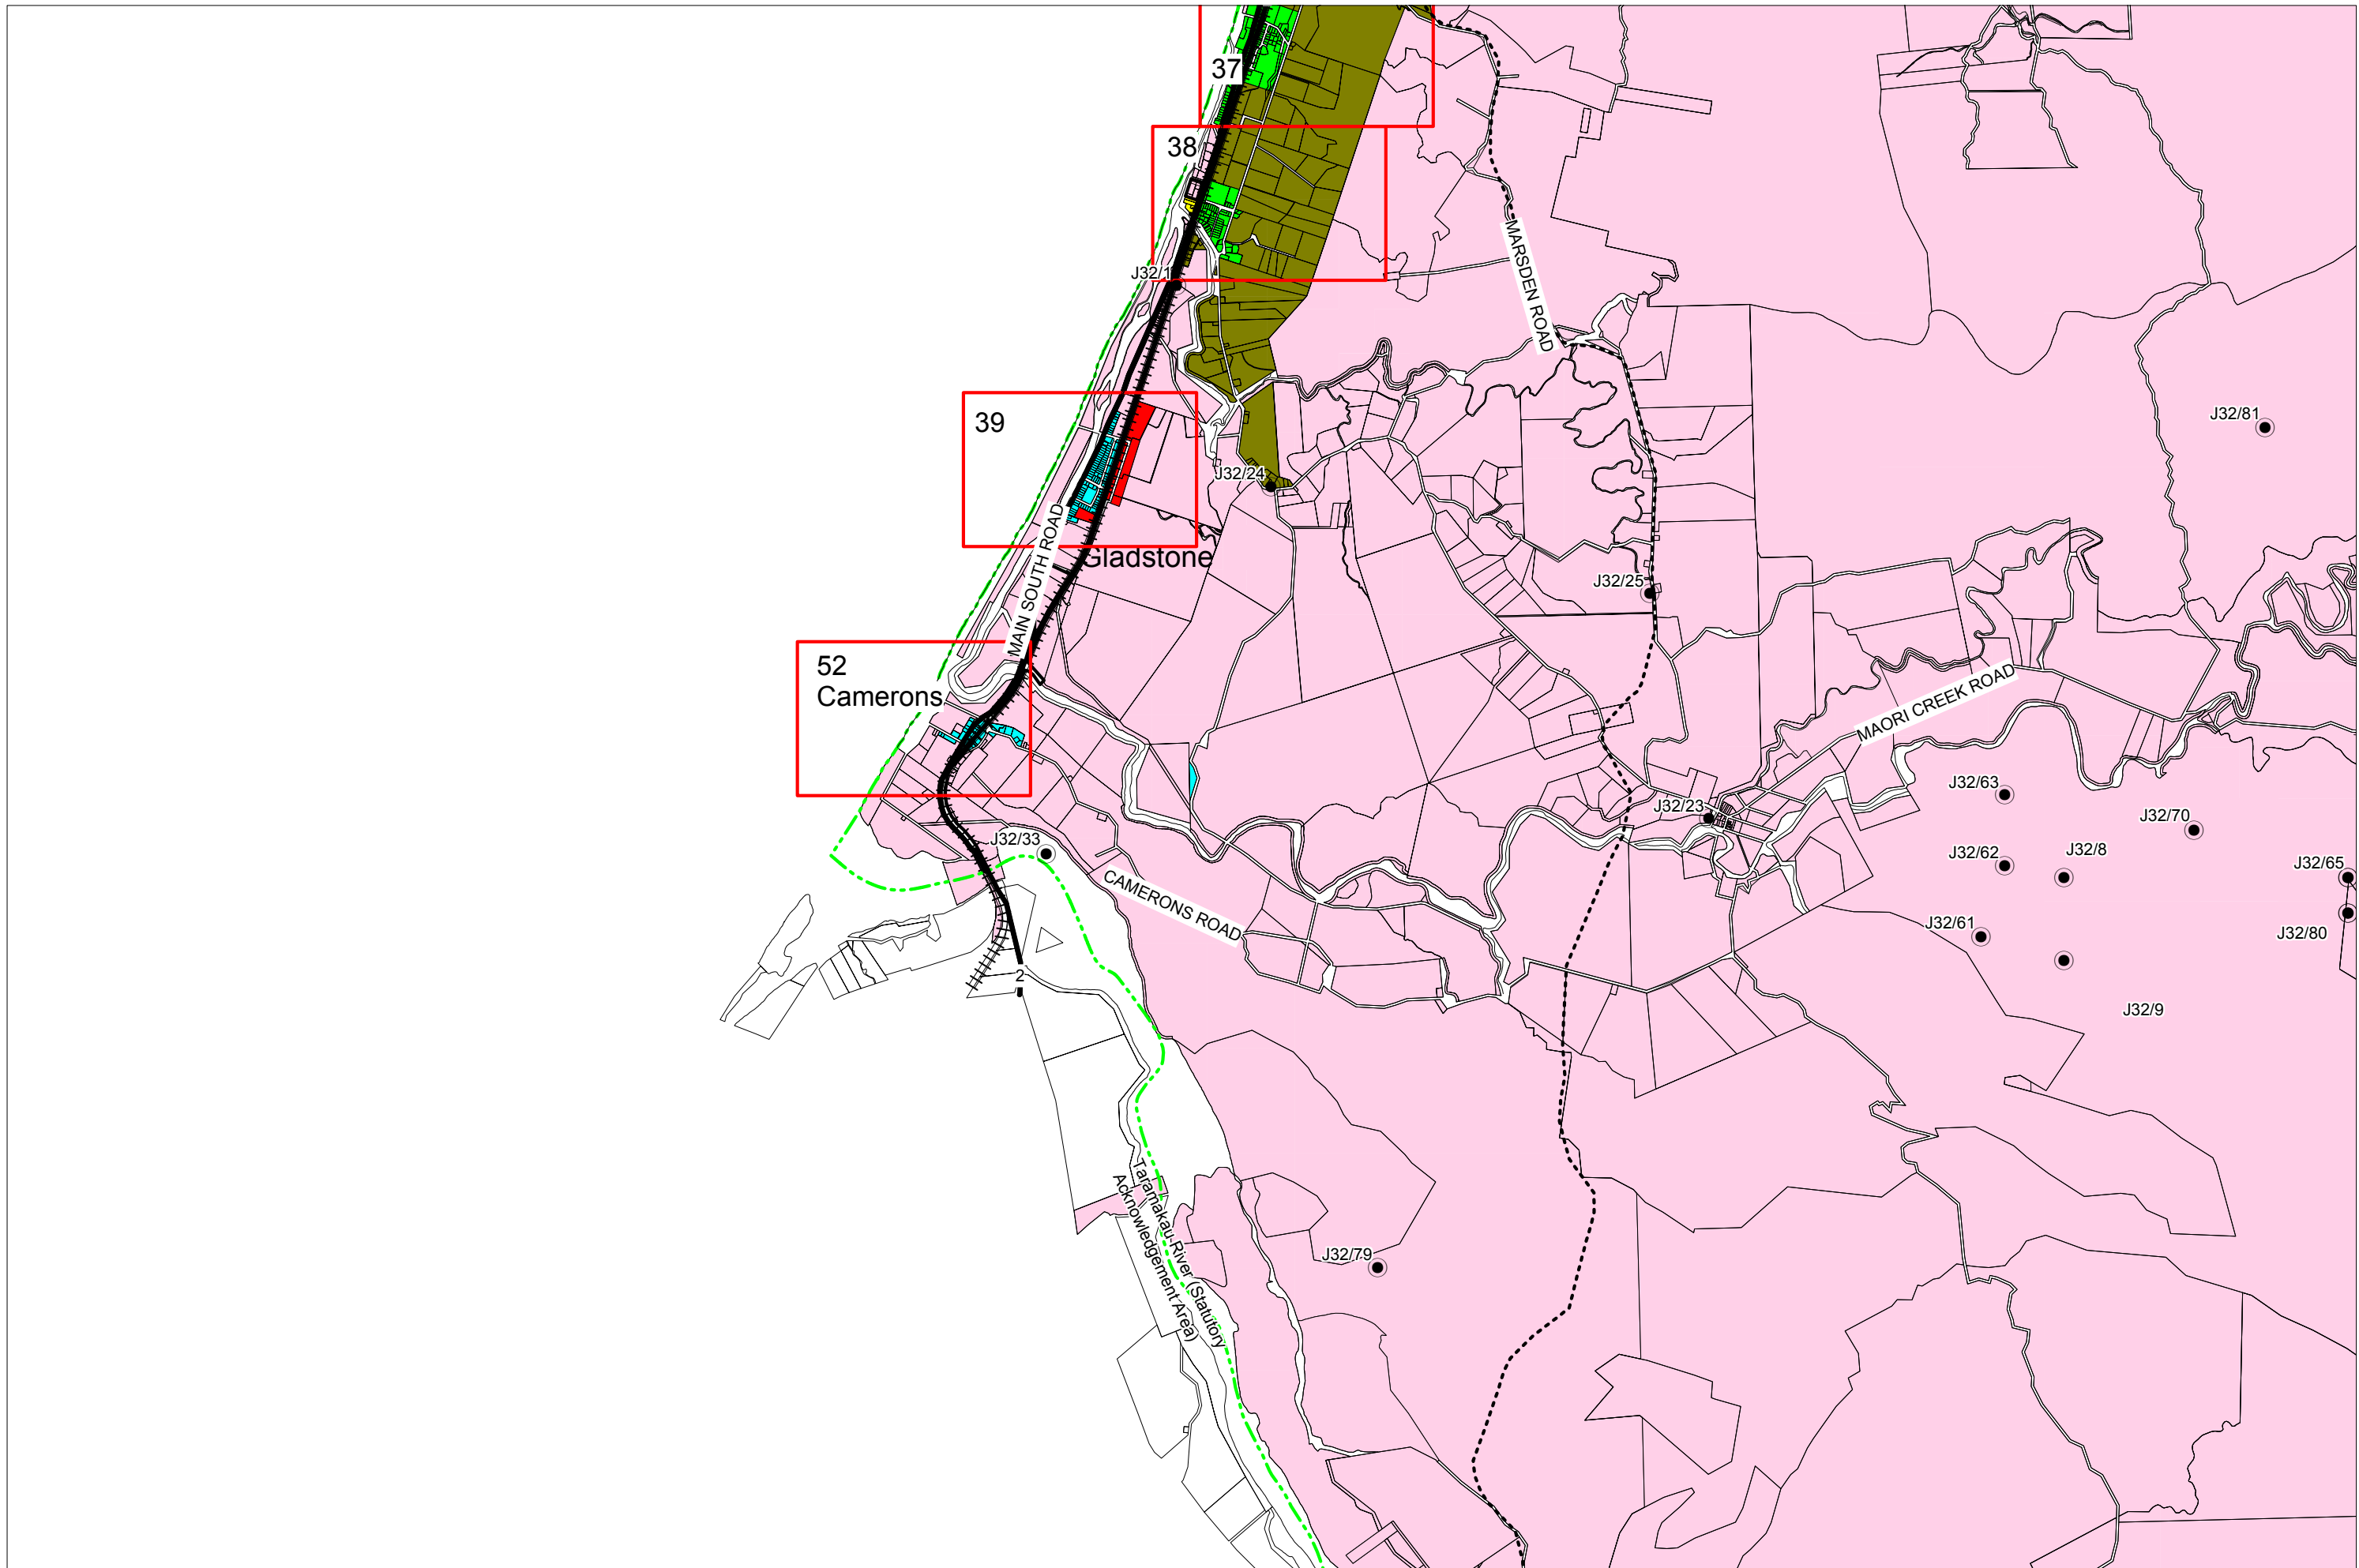 37
38
J32/1
MARSDEN ROAD
39
J32/81
J32/24
MAIN SOUTH ROAD
Gladstone
J32/25
52
Camerons
MAORI CREEK ROAD
J32/63
J32/23
J32/70
J32/33
J32/62
J32/8
J32/65
CAMERONS ROAD
J32/61
J32/80
2
J32/9
Taramakau River (Statutory
Acknowledgement Area)
J32/79